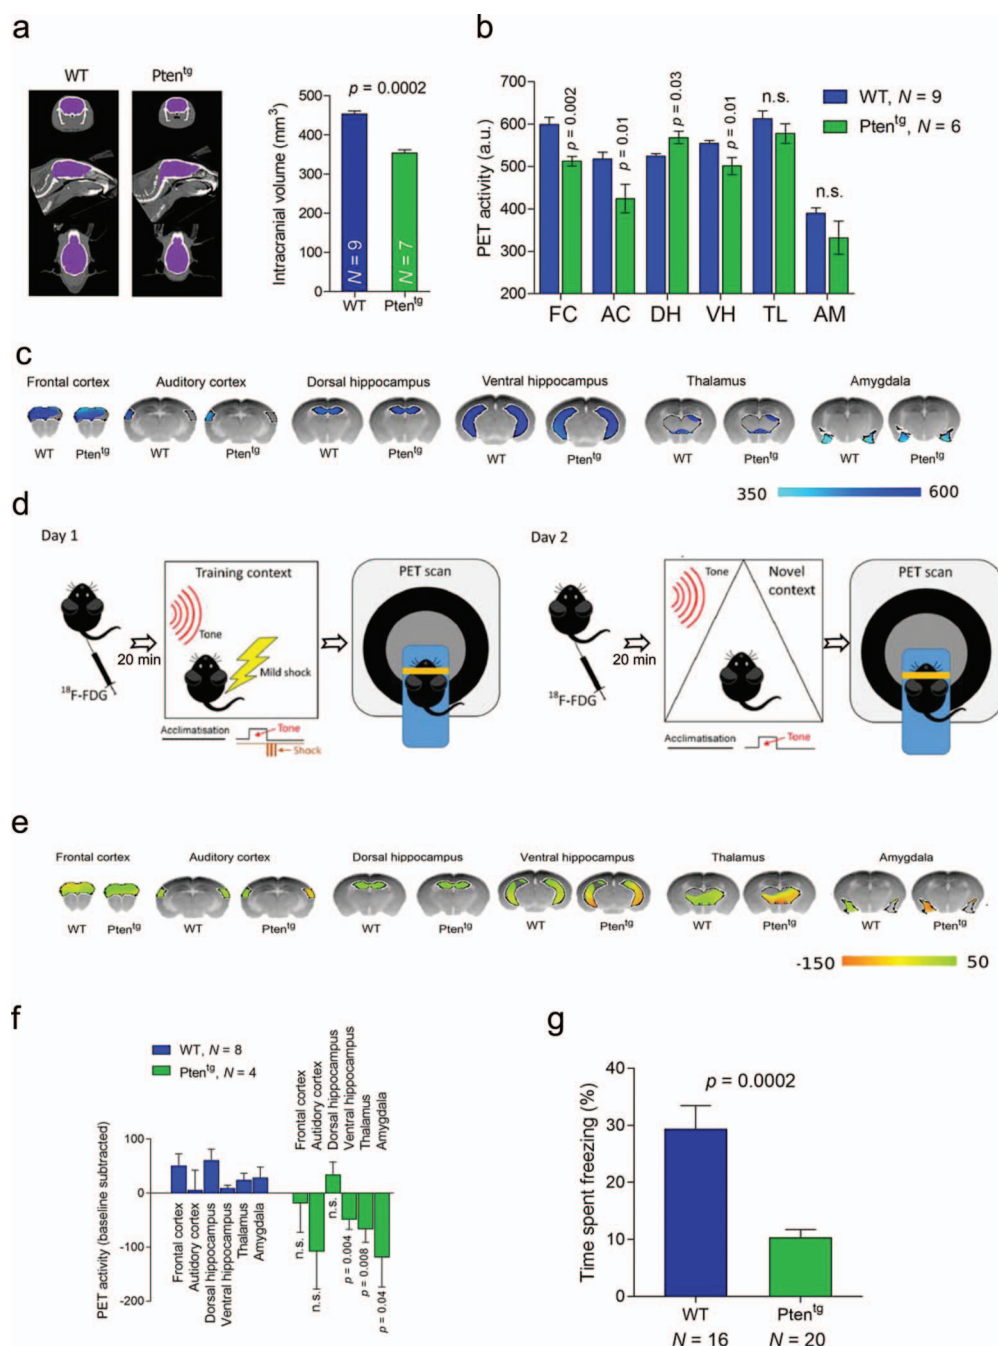 a
WT Pten^tg
p = 0.0002
Intracranial volume (mm³)
600
500
400
300
200
100
0
N = 9
N = 7
WT Pten^tg
b
WT, N = 9
Pten^tg, N = 6
PET activity (a.u.)
700
600
500
400
300
200
p = 0.002
p = 0.01
p = 0.03
p = 0.01
n.s.
n.s.
FC AC DH VH TL AM
c
Frontal cortex Auditory cortex Dorsal hippocampus Ventral hippocampus Thalamus Amygdala
WT Pten^tg WT Pten^tg WT Pten^tg WT Pten^tg WT Pten^tg WT Pten^tg
350 600
d
Day 1
20 min
¹⁸F-FDG
Training context
Tone
Mild shock
Acclimatisation
Tone
Shock
PET scan
Day 2
20 min
¹⁸F-FDG
Tone
Novel
context
Acclimatisation
Tone
PET scan
e
Frontal cortex Auditory cortex Dorsal hippocampus Ventral hippocampus Thalamus Amygdala
WT Pten^tg WT Pten^tg WT Pten^tg WT Pten^tg WT Pten^tg WT Pten^tg
-150 50
f
WT, N = 8
Pten^tg, N = 4
PET activity (baseline subtracted)
100
0
-100
-200
Frontal cortex
Autidory cortex
Dorsal hippocampus
Ventral hippocampus
Thalamus
Amygdala
Frontal cortex
Autidory cortex
Dorsal hippocampus
Ventral hippocampus
Thalamus
Amygdala
n.s.
n.s.
n.s.
p = 0.004
p = 0.008
p = 0.04
g
p = 0.0002
Time spent freezing (%)
40
30
20
10
0
WT Pten^tg
N = 16 N = 20